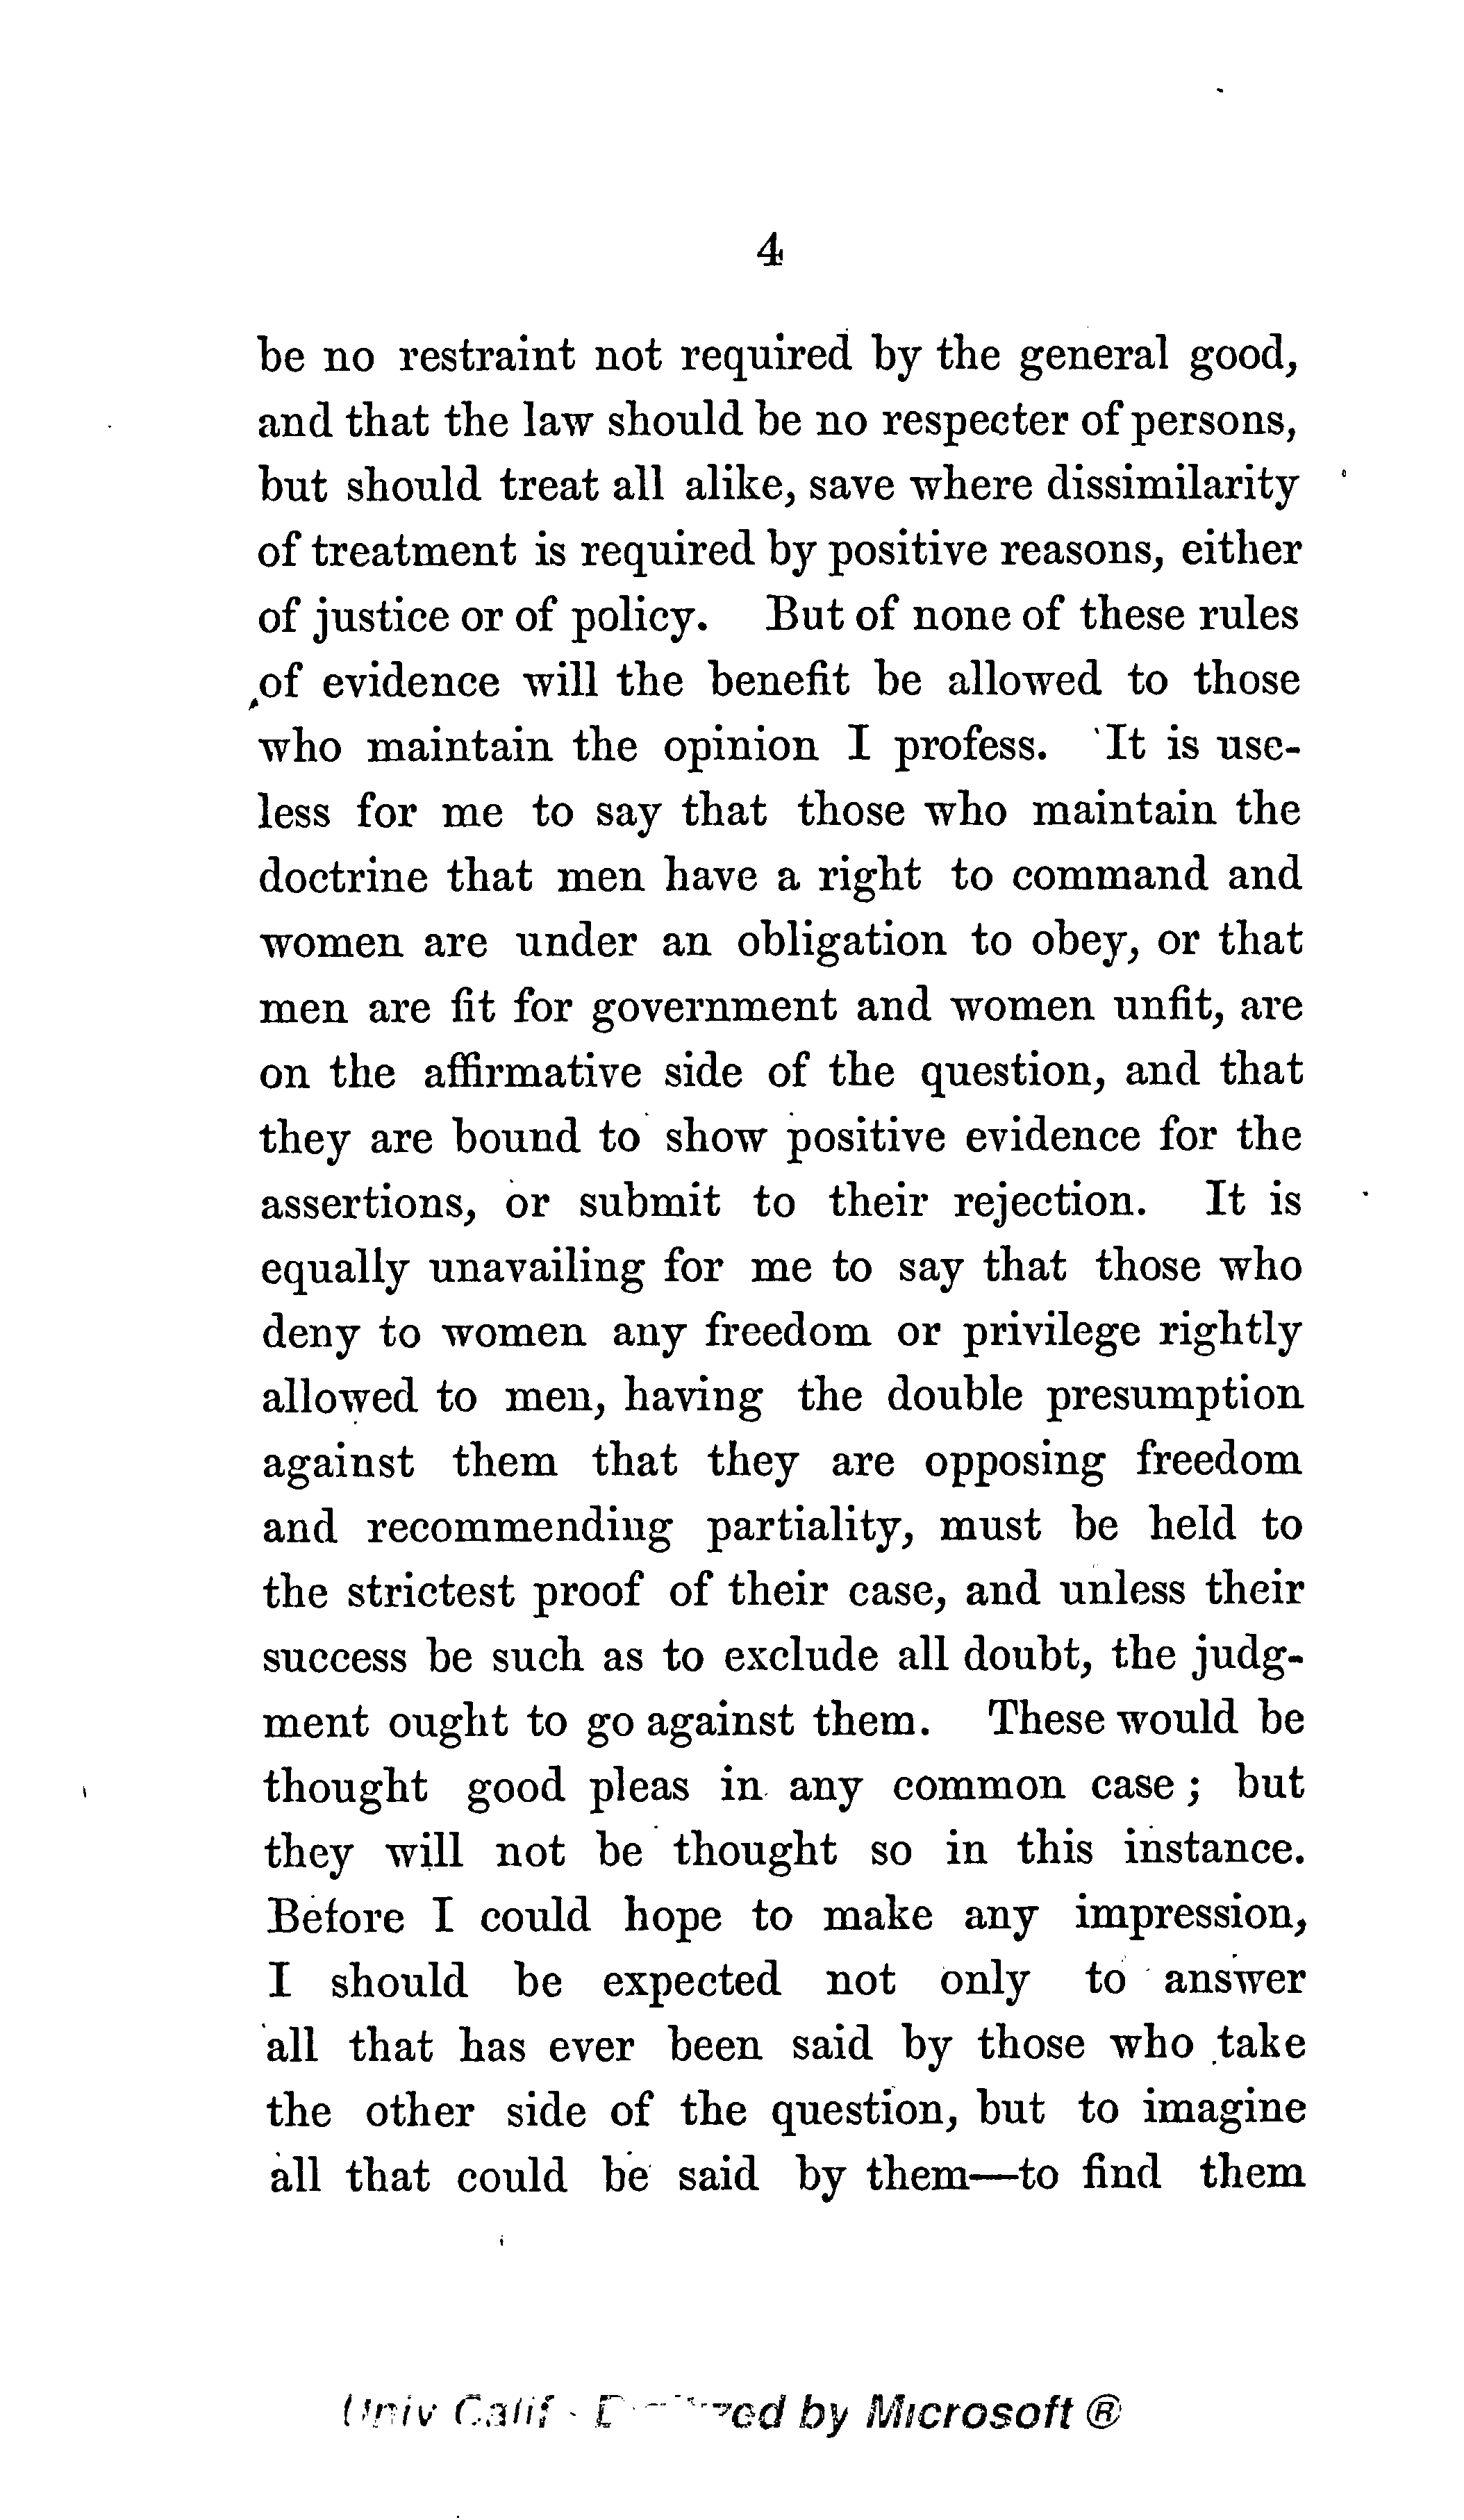 4
be no restraint not required by the general good,
and that the law should be no respecter of persons,
but should treat all alike, save where dissimilarity
of treatment is required by positive reasons, either
of justice or of policy. But of none of these rules
of evidence will the benefit be allowed to those
who maintain the opinion I profess. It is use-
less for me to say that those who maintain the
doctrine that men have a right to command and
women are under an obligation to obey, or that
men are fit for government and women unfit, are
on the affirmative side of the question, and that
they are bound to show positive evidence for the
assertions, or submit to their rejection. It is
equally unavailing for me to say that those who
deny to women any freedom or privilege rightly
allowed to men, having the double presumption
against them that they are opposing freedom
and recommending partiality, must be held to
the strictest proof of their case, and unless their
success be such as to exclude all doubt, the judg-
ment ought to go against them. These would be
thought good pleas in any common case; but
they will not be thought so in this instance.
Before I could hope to make any impression,
I should be expected not only to answer
all that has ever been said by those who take
the other side of the question, but to imagine
all that could be said by them—to find them
Univ Calif - by Microsoft ®